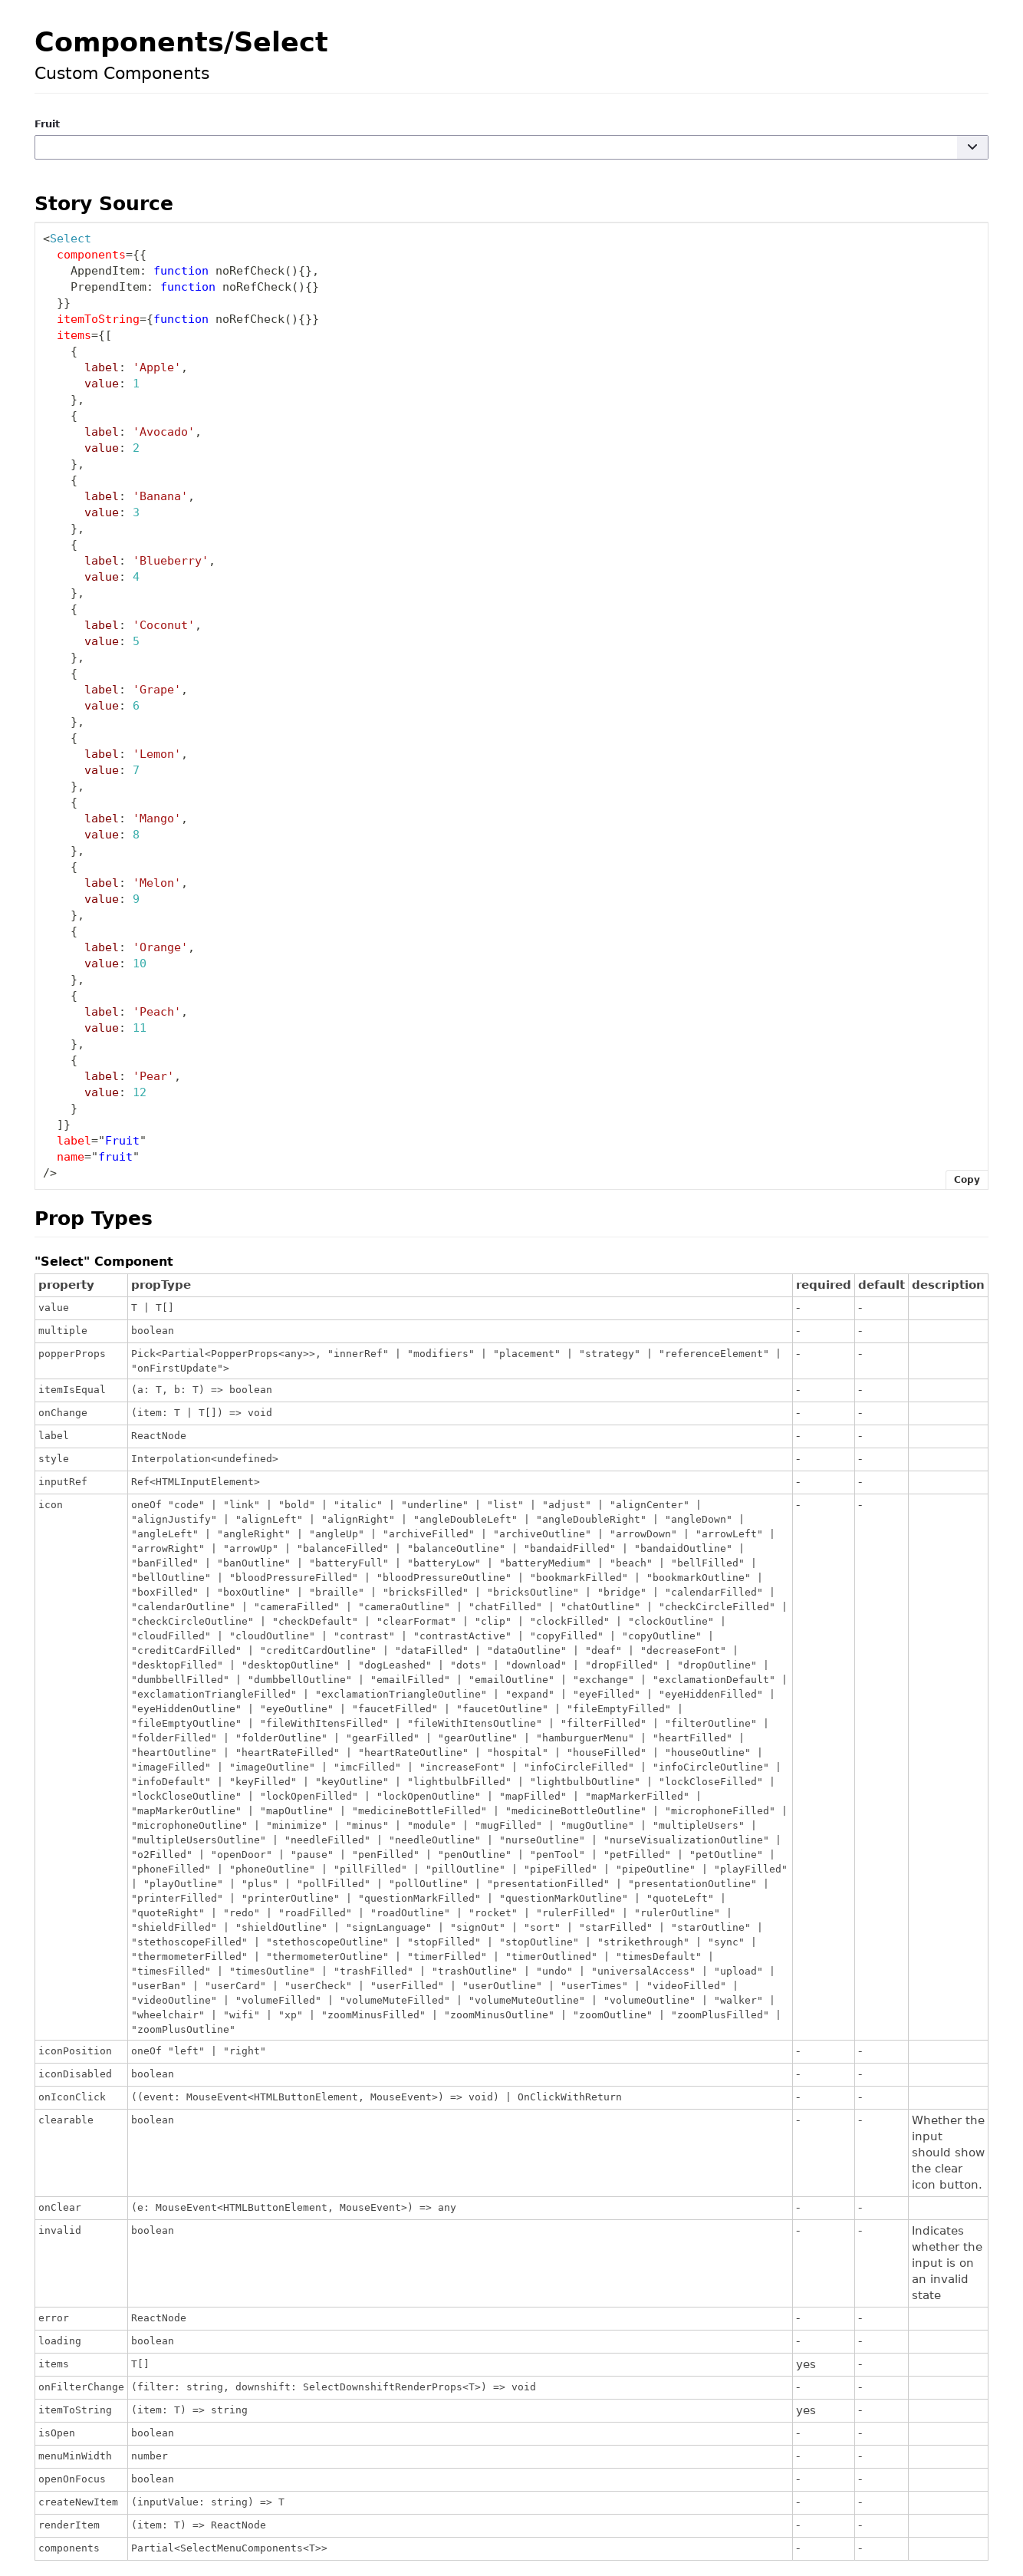 Components/Select
Custom Components
Fruit
Story Source
<Select
  components={{
    AppendItem: function noRefCheck(){},
    PrependItem: function noRefCheck(){}
  }}
  itemToString={function noRefCheck(){}}
  items={[
    {
      label: 'Apple',
      value: 1
    },
    {
      label: 'Avocado',
      value: 2
    },
    {
      label: 'Banana',
      value: 3
    },
    {
      label: 'Blueberry',
      value: 4
    },
    {
      label: 'Coconut',
      value: 5
    },
    {
      label: 'Grape',
      value: 6
    },
    {
      label: 'Lemon',
      value: 7
    },
    {
      label: 'Mango',
      value: 8
    },
    {
      label: 'Melon',
      value: 9
    },
    {
      label: 'Orange',
      value: 10
    },
    {
      label: 'Peach',
      value: 11
    },
    {
      label: 'Pear',
      value: 12
    }
  ]}
  label="Fruit"
  name="fruit"
/>
Copy
Prop Types
"Select" Component
property propType required default description
value T | T[] - -
multiple boolean - -
popperProps Pick<Partial<PopperProps<any>>, "innerRef" | "modifiers" | "placement" | "strategy" | "referenceElement" | - -
"onFirstUpdate">
itemIsEqual (a: T, b: T) => boolean - -
onChange (item: T | T[]) => void - -
label ReactNode - -
style Interpolation<undefined> - -
inputRef Ref<HTMLInputElement> - -
icon oneOf "code" | "link" | "bold" | "italic" | "underline" | "list" | "adjust" | "alignCenter" | - -
"alignJustify" | "alignLeft" | "alignRight" | "angleDoubleLeft" | "angleDoubleRight" | "angleDown" |
"angleLeft" | "angleRight" | "angleUp" | "archiveFilled" | "archiveOutline" | "arrowDown" | "arrowLeft" |
"arrowRight" | "arrowUp" | "balanceFilled" | "balanceOutline" | "bandaidFilled" | "bandaidOutline" |
"banFilled" | "banOutline" | "batteryFull" | "batteryLow" | "batteryMedium" | "beach" | "bellFilled" |
"bellOutline" | "bloodPressureFilled" | "bloodPressureOutline" | "bookmarkFilled" | "bookmarkOutline" |
"boxFilled" | "boxOutline" | "braille" | "bricksFilled" | "bricksOutline" | "bridge" | "calendarFilled" |
"calendarOutline" | "cameraFilled" | "cameraOutline" | "chatFilled" | "chatOutline" | "checkCircleFilled" |
"checkCircleOutline" | "checkDefault" | "clearFormat" | "clip" | "clockFilled" | "clockOutline" |
"cloudFilled" | "cloudOutline" | "contrast" | "contrastActive" | "copyFilled" | "copyOutline" |
"creditCardFilled" | "creditCardOutline" | "dataFilled" | "dataOutline" | "deaf" | "decreaseFont" |
"desktopFilled" | "desktopOutline" | "dogLeashed" | "dots" | "download" | "dropFilled" | "dropOutline" |
"dumbbellFilled" | "dumbbellOutline" | "emailFilled" | "emailOutline" | "exchange" | "exclamationDefault" |
"exclamationTriangleFilled" | "exclamationTriangleOutline" | "expand" | "eyeFilled" | "eyeHiddenFilled" |
"eyeHiddenOutline" | "eyeOutline" | "faucetFilled" | "faucetOutline" | "fileEmptyFilled" |
"fileEmptyOutline" | "fileWithItensFilled" | "fileWithItensOutline" | "filterFilled" | "filterOutline" |
"folderFilled" | "folderOutline" | "gearFilled" | "gearOutline" | "hamburguerMenu" | "heartFilled" |
"heartOutline" | "heartRateFilled" | "heartRateOutline" | "hospital" | "houseFilled" | "houseOutline" |
"imageFilled" | "imageOutline" | "imcFilled" | "increaseFont" | "infoCircleFilled" | "infoCircleOutline" |
"infoDefault" | "keyFilled" | "keyOutline" | "lightbulbFilled" | "lightbulbOutline" | "lockCloseFilled" |
"lockCloseOutline" | "lockOpenFilled" | "lockOpenOutline" | "mapFilled" | "mapMarkerFilled" |
"mapMarkerOutline" | "mapOutline" | "medicineBottleFilled" | "medicineBottleOutline" | "microphoneFilled" |
"microphoneOutline" | "minimize" | "minus" | "module" | "mugFilled" | "mugOutline" | "multipleUsers" |
"multipleUsersOutline" | "needleFilled" | "needleOutline" | "nurseOutline" | "nurseVisualizationOutline" |
"o2Filled" | "openDoor" | "pause" | "penFilled" | "penOutline" | "penTool" | "petFilled" | "petOutline" |
"phoneFilled" | "phoneOutline" | "pillFilled" | "pillOutline" | "pipeFilled" | "pipeOutline" | "playFilled"
| "playOutline" | "plus" | "pollFilled" | "pollOutline" | "presentationFilled" | "presentationOutline" |
"printerFilled" | "printerOutline" | "questionMarkFilled" | "questionMarkOutline" | "quoteLeft" |
"quoteRight" | "redo" | "roadFilled" | "roadOutline" | "rocket" | "rulerFilled" | "rulerOutline" |
"shieldFilled" | "shieldOutline" | "signLanguage" | "signOut" | "sort" | "starFilled" | "starOutline" |
"stethoscopeFilled" | "stethoscopeOutline" | "stopFilled" | "stopOutline" | "strikethrough" | "sync" |
"thermometerFilled" | "thermometerOutline" | "timerFilled" | "timerOutlined" | "timesDefault" |
"timesFilled" | "timesOutline" | "trashFilled" | "trashOutline" | "undo" | "universalAccess" | "upload" |
"userBan" | "userCard" | "userCheck" | "userFilled" | "userOutline" | "userTimes" | "videoFilled" |
"videoOutline" | "volumeFilled" | "volumeMuteFilled" | "volumeMuteOutline" | "volumeOutline" | "walker" |
"wheelchair" | "wifi" | "xp" | "zoomMinusFilled" | "zoomMinusOutline" | "zoomOutline" | "zoomPlusFilled" |
"zoomPlusOutline"
iconPosition oneOf "left" | "right" - -
iconDisabled boolean - -
onIconClick ((event: MouseEvent<HTMLButtonElement, MouseEvent>) => void) | OnClickWithReturn - -
clearable boolean - - Whether the
input
should show
the clear
icon button.
onClear (e: MouseEvent<HTMLButtonElement, MouseEvent>) => any - -
invalid boolean - - Indicates
whether the
input is on
an invalid
state
error ReactNode - -
loading boolean - -
items T[] yes -
onFilterChange (filter: string, downshift: SelectDownshiftRenderProps<T>) => void - -
itemToString (item: T) => string yes -
isOpen boolean - -
menuMinWidth number - -
openOnFocus boolean - -
createNewItem (inputValue: string) => T - -
renderItem (item: T) => ReactNode - -
components Partial<SelectMenuComponents<T>> - -